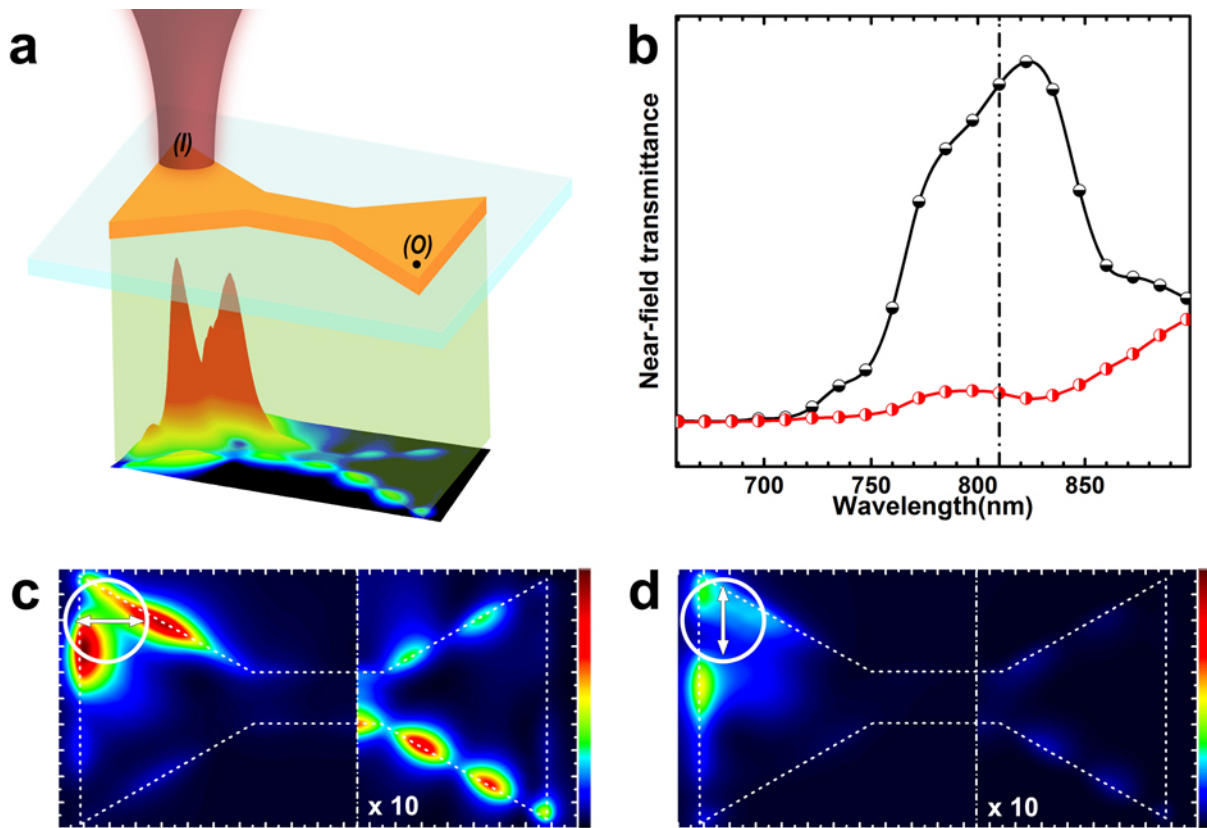 a
(I)
(O)
b
Near-field transmittance
700 750 800 850
Wavelength(nm)
c
x 10
d
x 10